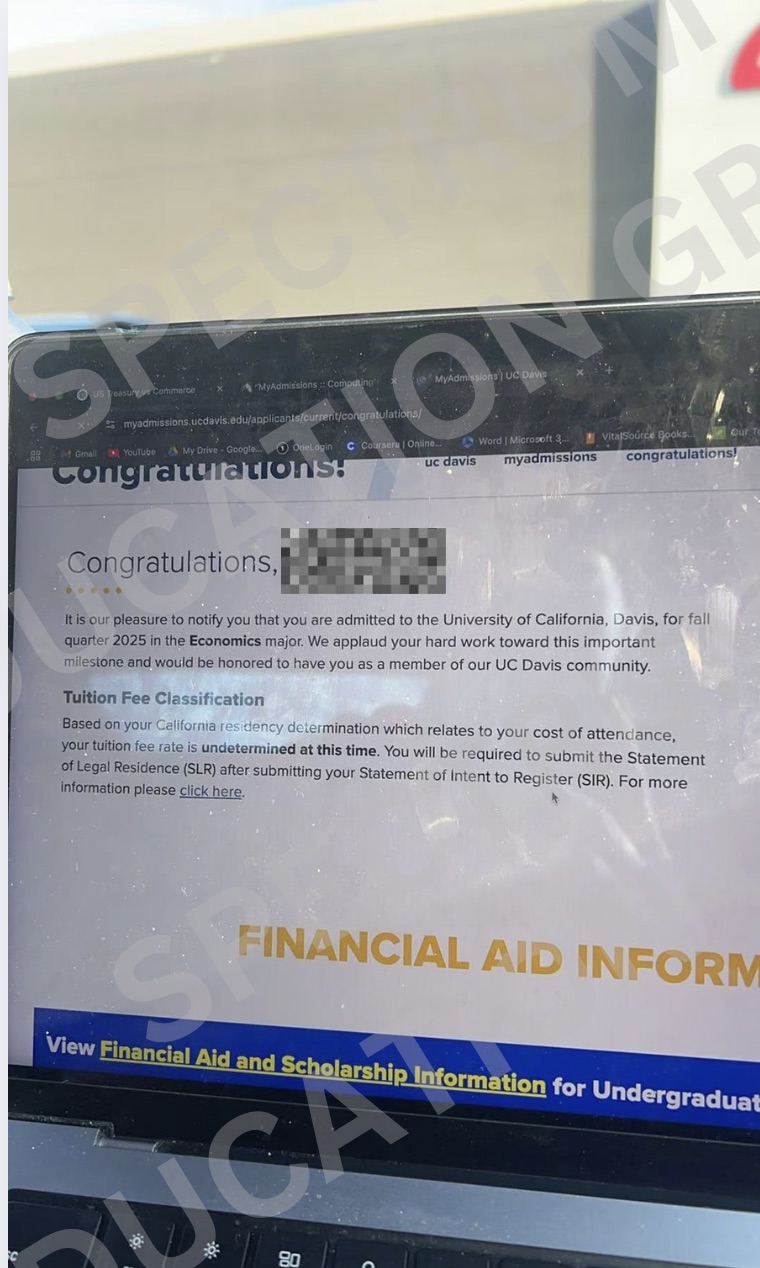 SPECTRUM
EDUCATION GR
US Treasury vs Commerce
MyAdmissions :: Computing
MyAdmissions | UC Davis
myadmissions.ucdavis.edu/applicants/current/congratulations/
Gmail YouTube My Drive - Google... OneLogin Coursera | Online... Word | Microsoft 3... VitalSource Books... Our To
Congratulations!
uc davis myadmissions congratulations!
Congratulations,
It is our pleasure to notify you that you are admitted to the University of California, Davis, for fall
quarter 2025 in the Economics major. We applaud your hard work toward this important
milestone and would be honored to have you as a member of our UC Davis community.
Tuition Fee Classification
Based on your California residency determination which relates to your cost of attendance,
your tuition fee rate is undetermined at this time. You will be required to submit the Statement
of Legal Residence (SLR) after submitting your Statement of Intent to Register (SIR). For more
information please click here.
FINANCIAL AID INFORM
View Financial Aid and Scholarship Information for Undergraduat
SP
DUCATI